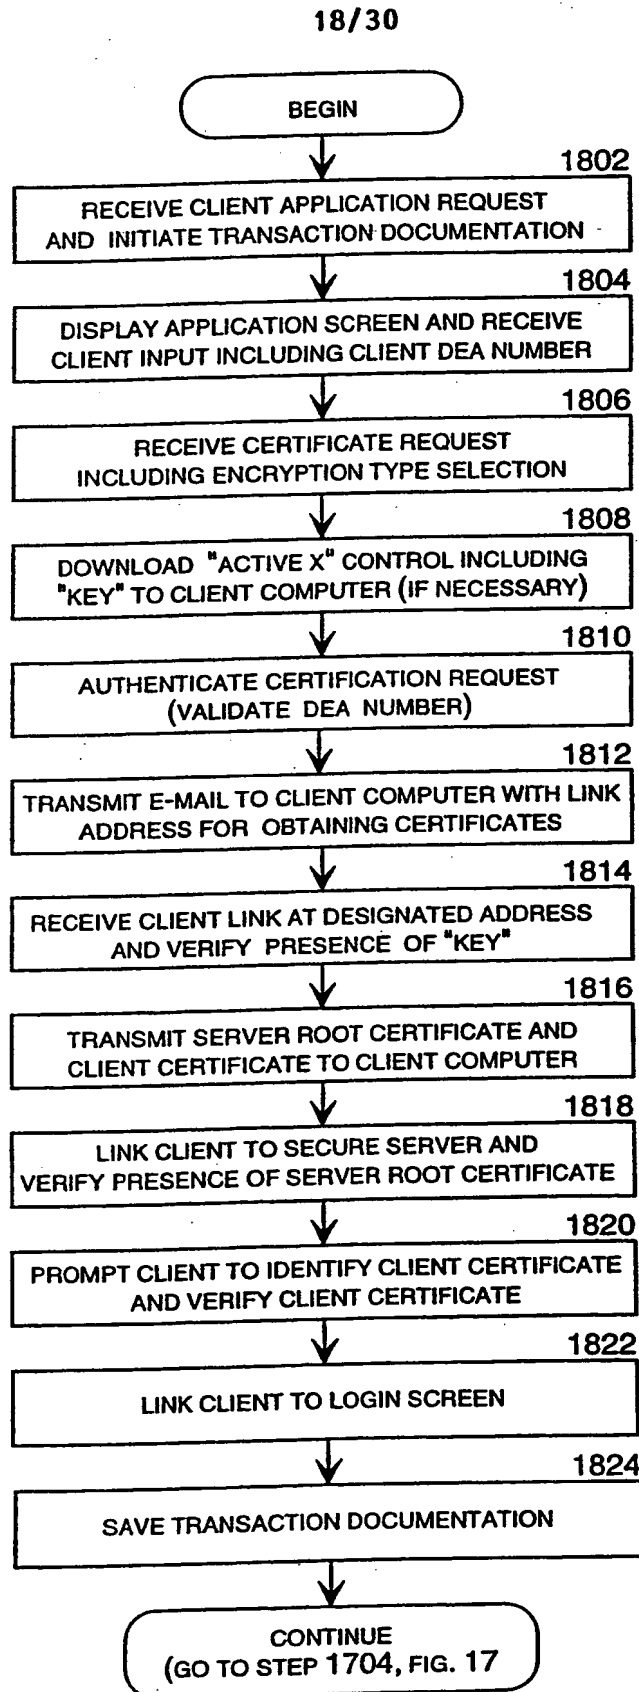 18/30
BEGIN
1802
RECEIVE CLIENT APPLICATION REQUEST
AND INITIATE TRANSACTION DOCUMENTATION
1804
DISPLAY APPLICATION SCREEN AND RECEIVE
CLIENT INPUT INCLUDING CLIENT DEA NUMBER
1806
RECEIVE CERTIFICATE REQUEST
INCLUDING ENCRYPTION TYPE SELECTION
1808
DOWNLOAD "ACTIVE X" CONTROL INCLUDING
"KEY" TO CLIENT COMPUTER (IF NECESSARY)
1810
AUTHENTICATE CERTIFICATION REQUEST
(VALIDATE DEA NUMBER)
1812
TRANSMIT E-MAIL TO CLIENT COMPUTER WITH LINK
ADDRESS FOR OBTAINING CERTIFICATES
1814
RECEIVE CLIENT LINK AT DESIGNATED ADDRESS
AND VERIFY PRESENCE OF "KEY"
1816
TRANSMIT SERVER ROOT CERTIFICATE AND
CLIENT CERTIFICATE TO CLIENT COMPUTER
1818
LINK CLIENT TO SECURE SERVER AND
VERIFY PRESENCE OF SERVER ROOT CERTIFICATE
1820
PROMPT CLIENT TO IDENTIFY CLIENT CERTIFICATE
AND VERIFY CLIENT CERTIFICATE
1822
LINK CLIENT TO LOGIN SCREEN
1824
SAVE TRANSACTION DOCUMENTATION
CONTINUE
(GO TO STEP 1704, FIG. 17